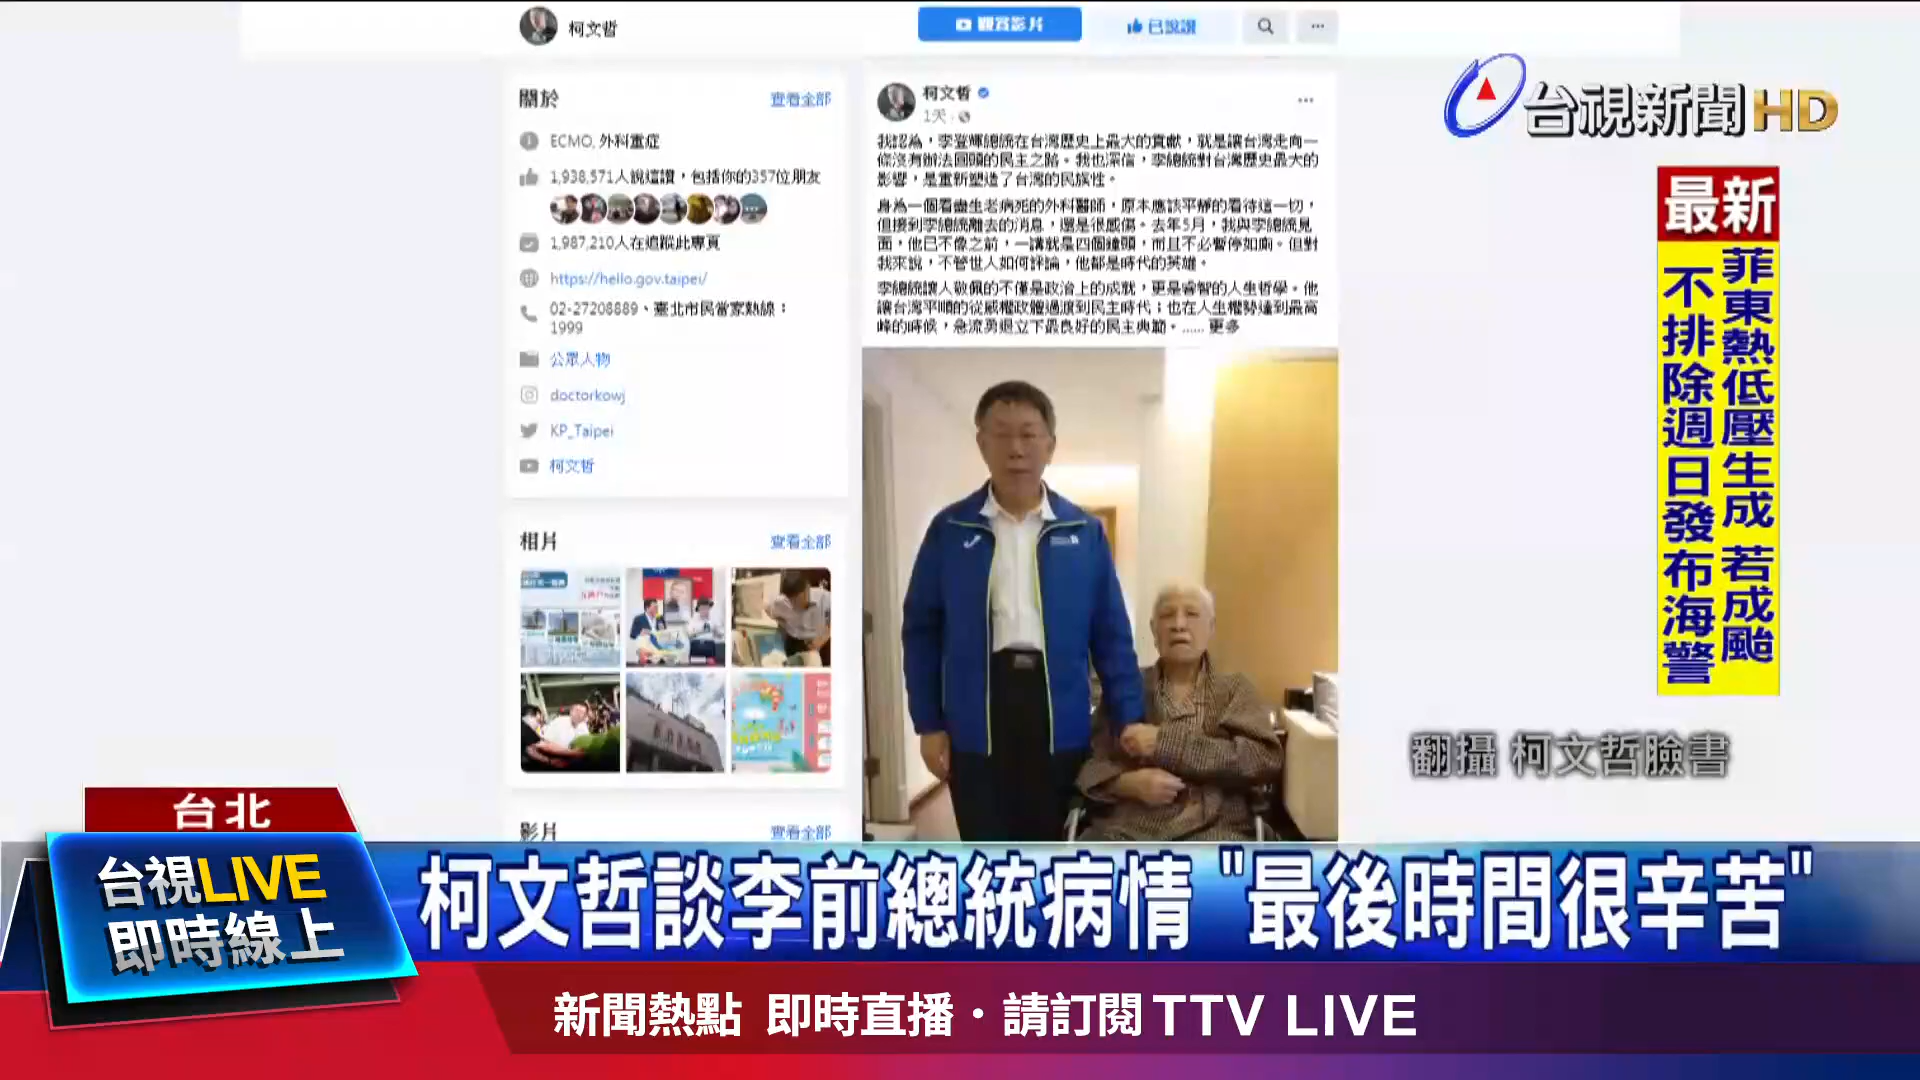 柯文哲
觀賞影片
已說讚
關於
查看全部
ECMO, 外科重症
1,938,571人說這讚，包括你的357位朋友
1,987,210人在追蹤此專頁
https://hello.gov.taipei/
02-27208889、臺北市民當家熱線：
1999
公眾人物
doctorkowj
KP_Taipei
柯文哲
相片
查看全部
影片
查看全部
柯文哲
1天
我認為，李登輝總統在台灣歷史上最大的貢獻，就是讓台灣走向一
條沒有辦法回頭的民主之路。我也深信，李總統對台灣歷史最大的
影響，是重新塑造了台灣的民族性。
身為一個看盡生老病死的外科醫師，原本應該平靜的看待這一切，
但接到李總統離去的消息，還是很感傷。去年5月，我與李總統見
面，他已不像之前，一講就是四個鐘頭，而且不必暫停如廁。但對
我來說，不管世人如何評論，他都是時代的英雄。
李總統讓人敬佩的不僅是政治上的成就，更是睿智的人生哲學。他
讓台灣平順的從威權政體過渡到民主時代；也在人生權勢達到最高
峰的時候，急流勇退立下最良好的民主典範。...... 更多
台視新聞HD
最新
菲東熱低壓生成 若成颱
不排除週日發布海警
翻攝 柯文哲臉書
台北
台視LIVE
即時線上
柯文哲談李前總統病情 "最後時間很辛苦"
新聞熱點 即時直播・請訂閱TTV LIVE